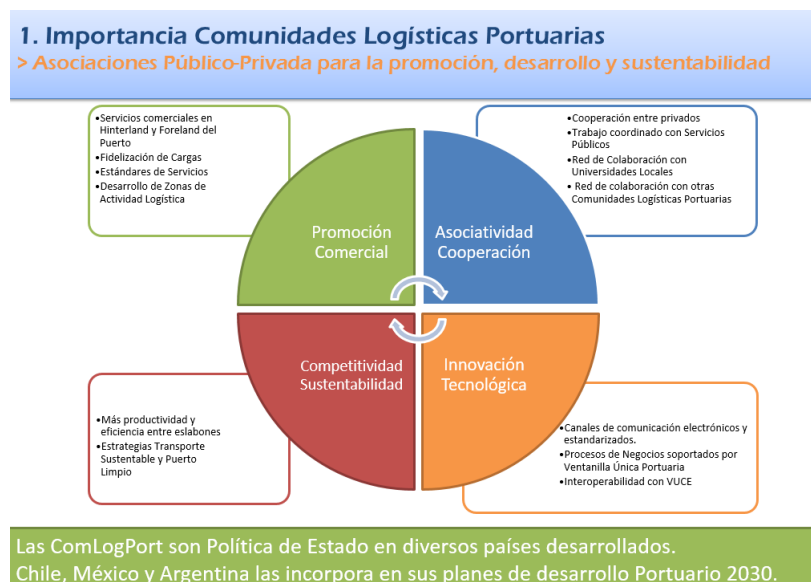 1. Importancia Comunidades Logísticas Portuarias
> Asociaciones Público-Privada para la promoción, desarrollo y sustentabilidad
•Servicios comerciales en
Hinterland y Foreland del
Puerto
•Fidelización de Cargas
•Estándares de Servicios
•Desarrollo de Zonas de
Actividad Logística
•Cooperación entre privados
•Trabajo coordinado con Servicios
Públicos
•Red de Colaboración con
Universidades Locales
• Red de colaboración con otras
Comunidades Logísticas Portuarias
Promoción
Comercial
Asociatividad
Cooperación
Competitividad
Sustentabilidad
Innovación
Tecnológica
•Más productividad y
eficiencia entre eslabones
•Estrategias Transporte
Sustentable y Puerto
Limpio
•Canales de comunicación electrónicos y
estandarizados.
•Procesos de Negocios soportados por
Ventanilla Única Portuaria
•Interoperabilidad con VUCE
Las ComLogPort son Política de Estado en diversos países desarrollados.
Chile, México y Argentina las incorpora en sus planes de desarrollo Portuario 2030.